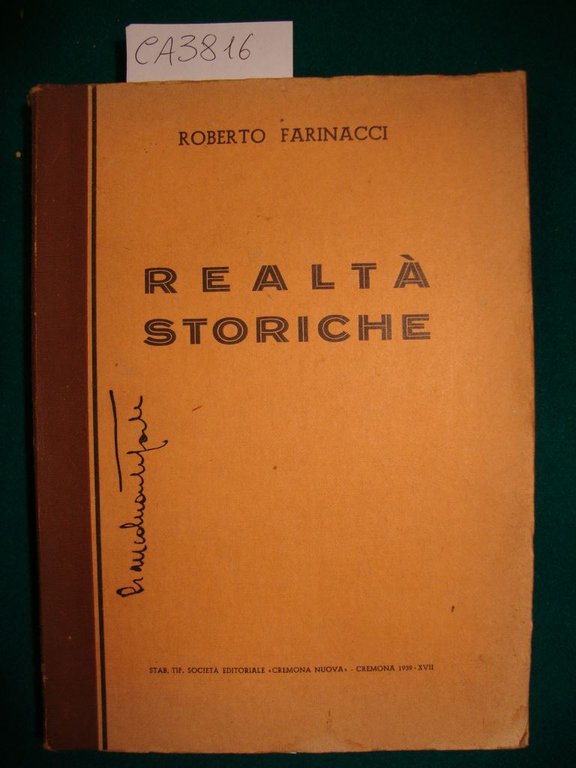 CA3816
ROBERTO FARINACCI
REALTÀ
STORICHE
STAB. TIP. SOCIETÀ EDITORIALE «CREMONA NUOVA» - CREMONA 1939 - XVII